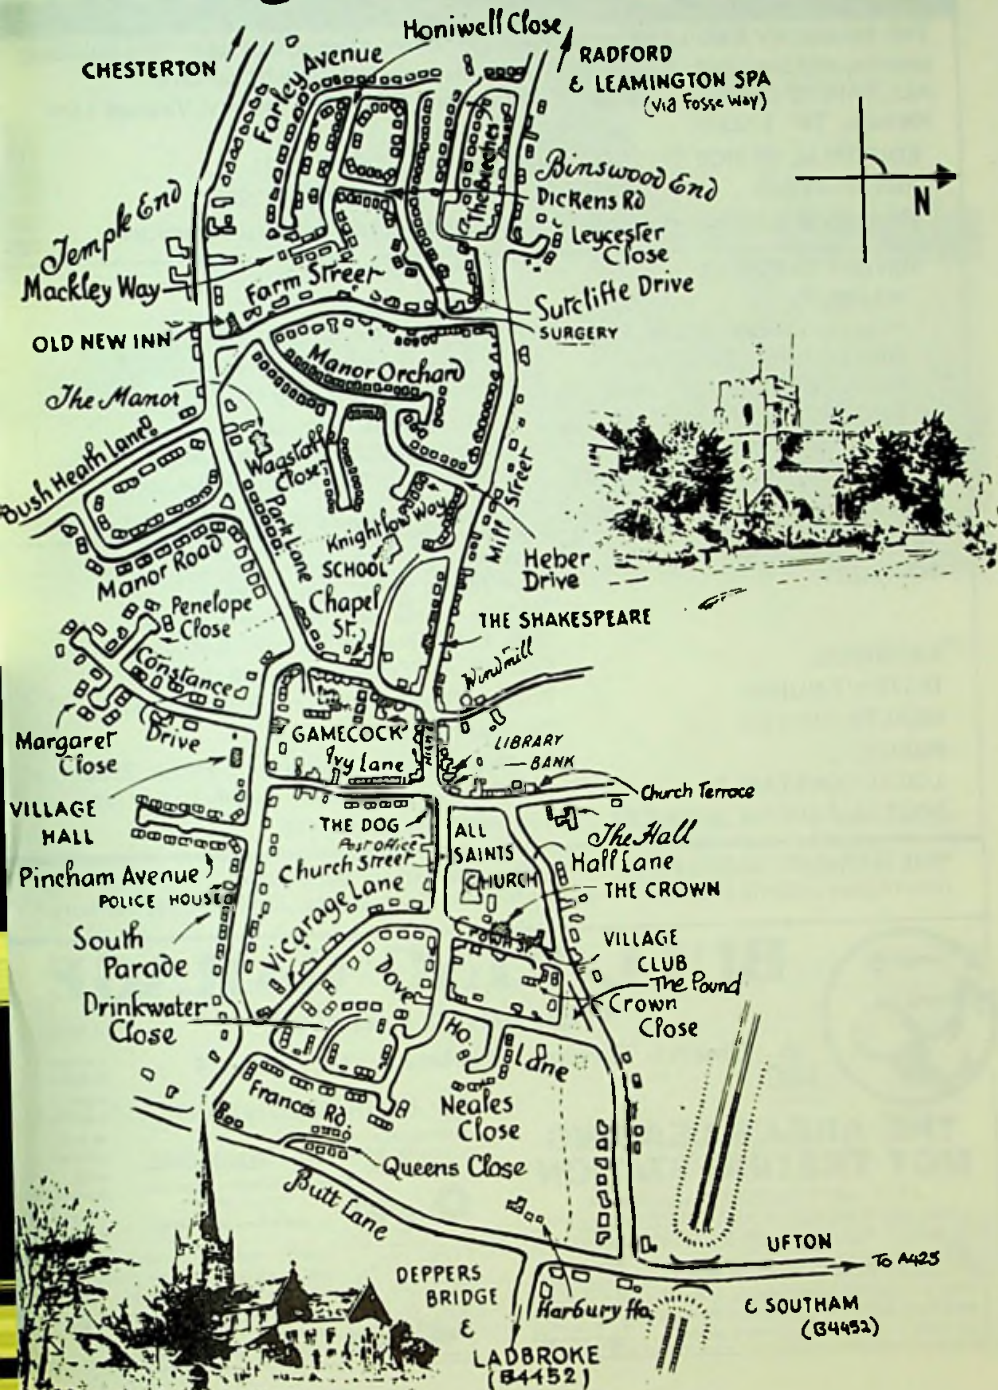 Honiwell Close
CHESTERTON
RADFORD
& LEAMINGTON SPA
(via Fosse Way)
Farley Avenue
The Beeches
Binswood End
Dickens Rd
N
Temple End
Leycester
Close
Mackley Way
Farm Street
Sutcliffe Drive
SURGERY
OLD NEW INN
Manor Orchard
The Manor
Bush Heath Lane
Wagstaffe
Close
Park Lane
Mill Street
Knightlow Way
SCHOOL
Manor Road
Heber
Drive
Penelope
Close
Chapel
St.
THE SHAKESPEARE
Constance
Drive
Windmill
Margaret
Close
GAMECOCK
HIGH
LIBRARY
BANK
Ivy Lane
Church Terrace
VILLAGE
HALL
THE DOG
Post office
ALL
SAINTS
CHURCH
The Hall
Hall Lane
Church Street
Pincham Avenue
THE CROWN
POLICE HOUSE
Vicarage Lane
South
Parade
Crown St.
VILLAGE
CLUB
The Pound
Dove
Crown
Close
Drinkwater
Close
Ho.
Lane
Frances Rd.
Neales
Close
Queens Close
Butt Lane
UFTON
To A425
DEPPERS
BRIDGE
&
LADBROKE
(B4452)
Harbury Ho.
& SOUTHAM
(B4452)